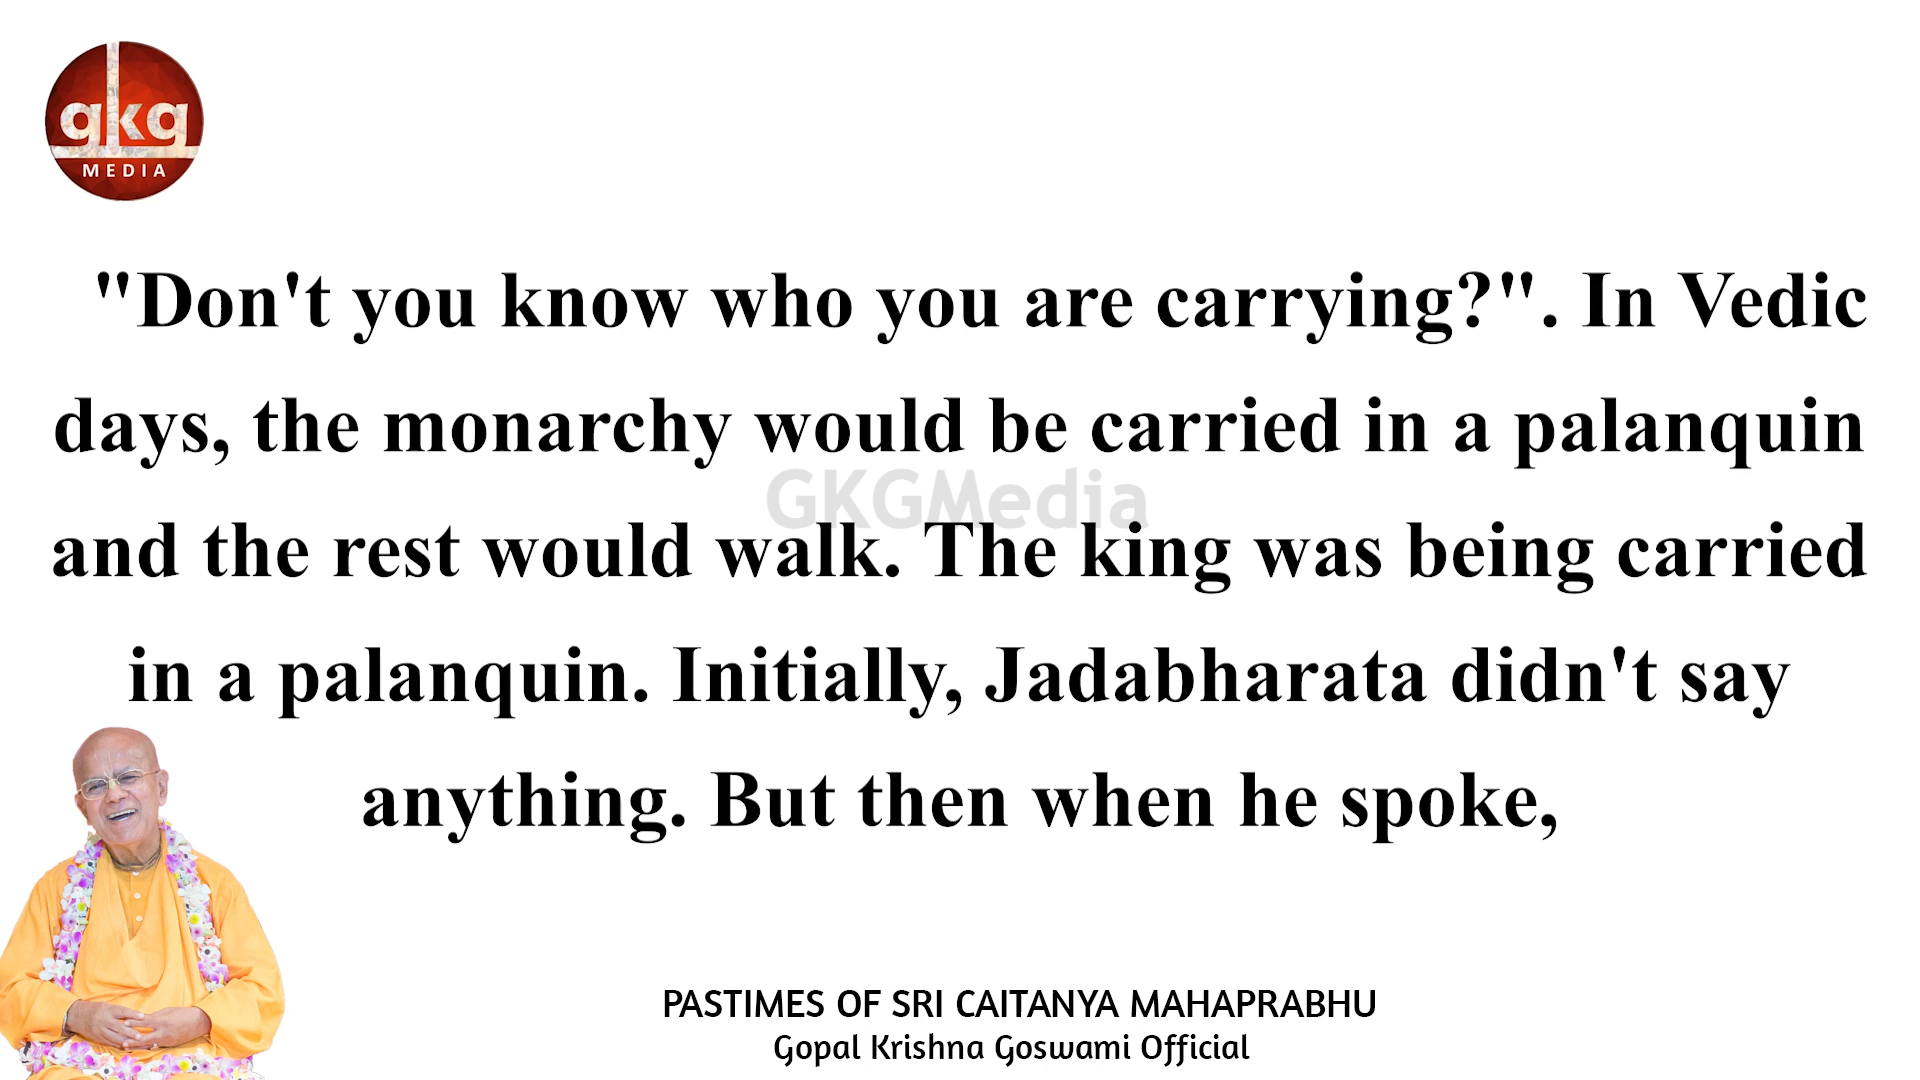 gkg
MEDIA
"Don't you know who you are carrying?". In Vedic
days, the monarchy would be carried in a palanquin
GKGMedia
and the rest would walk. The king was being carried
in a palanquin. Initially, Jadabharata didn't say
anything. But then when he spoke,
PASTIMES OF SRI CAITANYA MAHAPRABHU
Gopal Krishna Goswami Official